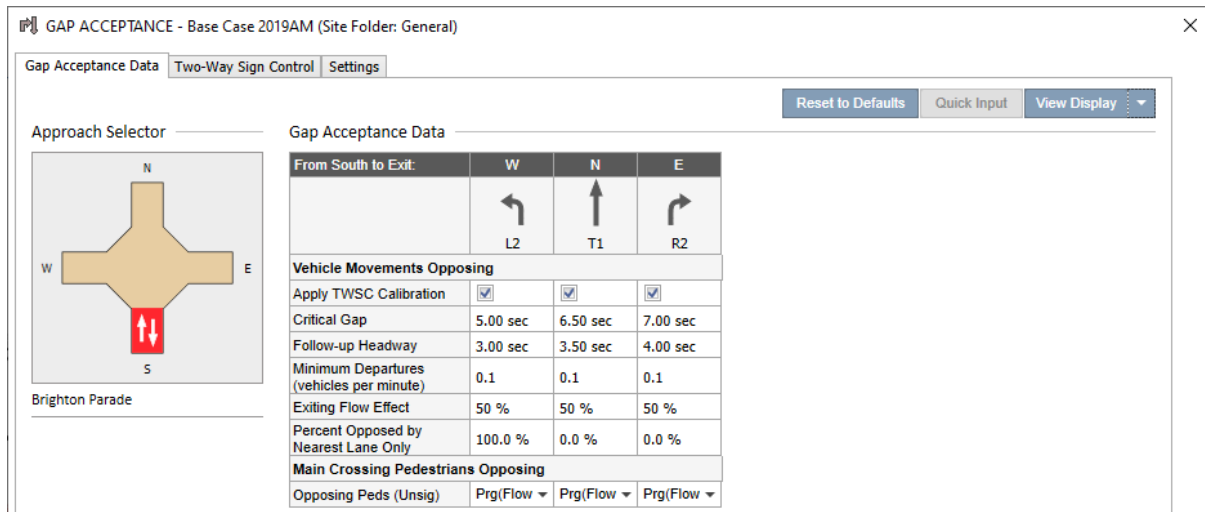 GAP ACCEPTANCE - Base Case 2019AM (Site Folder: General)
Gap Acceptance Data Two-Way Sign Control Settings
Reset to Defaults Quick Input View Display
Approach Selector
N
W E
S
Brighton Parade
Gap Acceptance Data
From South to Exit: W N E
L2 T1 R2
Vehicle Movements Opposing
Apply TWSC Calibration
Critical Gap 5.00 sec 6.50 sec 7.00 sec
Follow-up Headway 3.00 sec 3.50 sec 4.00 sec
Minimum Departures
(vehicles per minute) 0.1 0.1 0.1
Exiting Flow Effect 50 % 50 % 50 %
Percent Opposed by
Nearest Lane Only 100.0 % 0.0 % 0.0 %
Main Crossing Pedestrians Opposing
Opposing Peds (Unsig) Prg(Flow Prg(Flow Prg(Flow